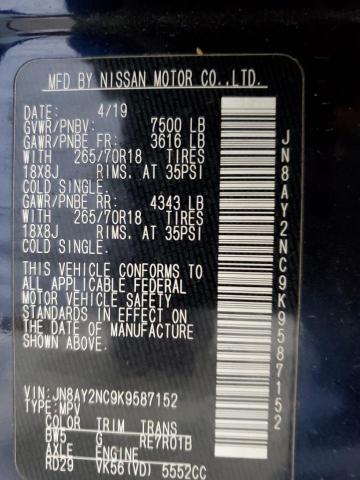 MFD BY NISSAN MOTOR CO.,LTD.
DATE: 4/19
GVWR/PNBV: 7500 LB
GAWR/PNBE FR: 3616 LB
WITH 265/70R18 TIRES
18X8J RIMS, AT 35PSI
COLD SINGLE.
GAWR/PNBE RR: 4343 LB
WITH 265/70R18 TIRES
18X8J RIMS, AT 35PSI
COLD SINGLE.
THIS VEHICLE CONFORMS TO
ALL APPLICABLE FEDERAL
MOTOR VEHICLE SAFETY
STANDARDS IN EFFECT ON
THE DATE OF MANUFACTURE
SHOWN ABOVE.
VIN:JN8AY2NC9K9587152
TYPE:MPV
COLOR TRIM TRANS
BW5 G RE7R01B
AXLE ENGINE
RD29 VK56(VD) 5552CC
JN8AY2NC9K9587152